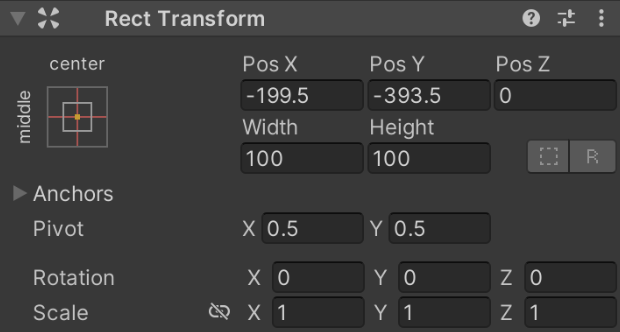 Rect Transform
center
middle
Pos X Pos Y Pos Z
-199.5 -393.5 0
Width Height
100 100
R
Anchors
Pivot X 0.5 Y 0.5
Rotation X 0 Y 0 Z 0
Scale X 1 Y 1 Z 1